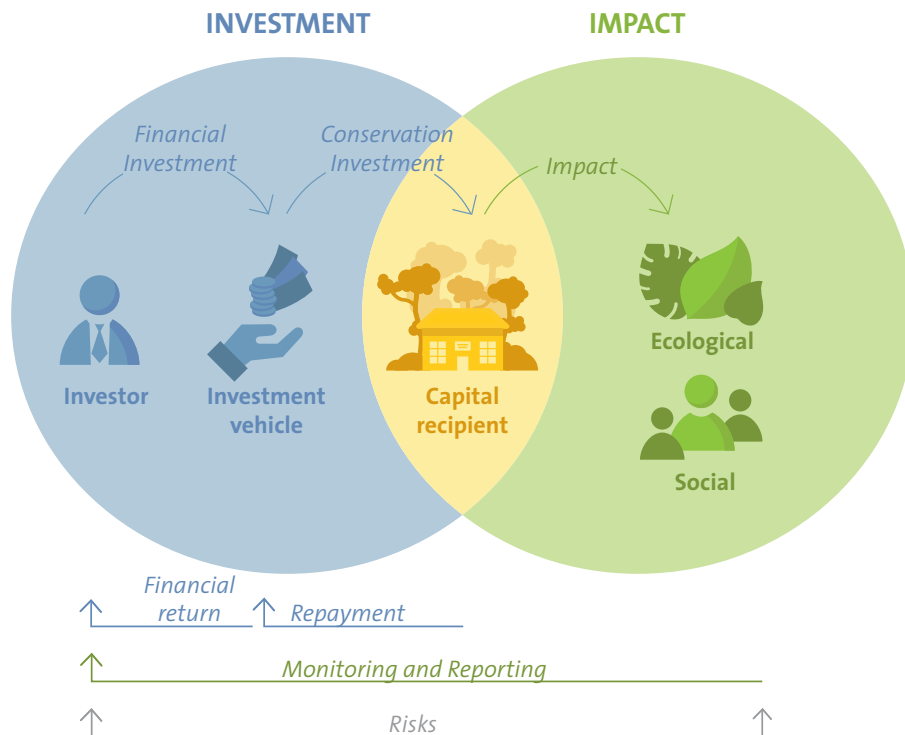 INVESTMENT
IMPACT
Financial
Investment
Conservation
Investment
Impact
Investor
Investment
vehicle
Capital
recipient
Ecological
Social
Financial
return
Repayment
Monitoring and Reporting
Risks